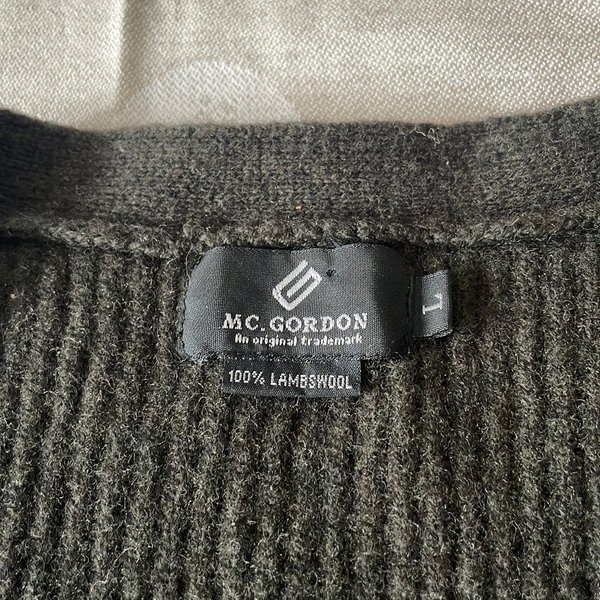 MC. GORDON
An original trademark
L
100% LAMBSWOOL